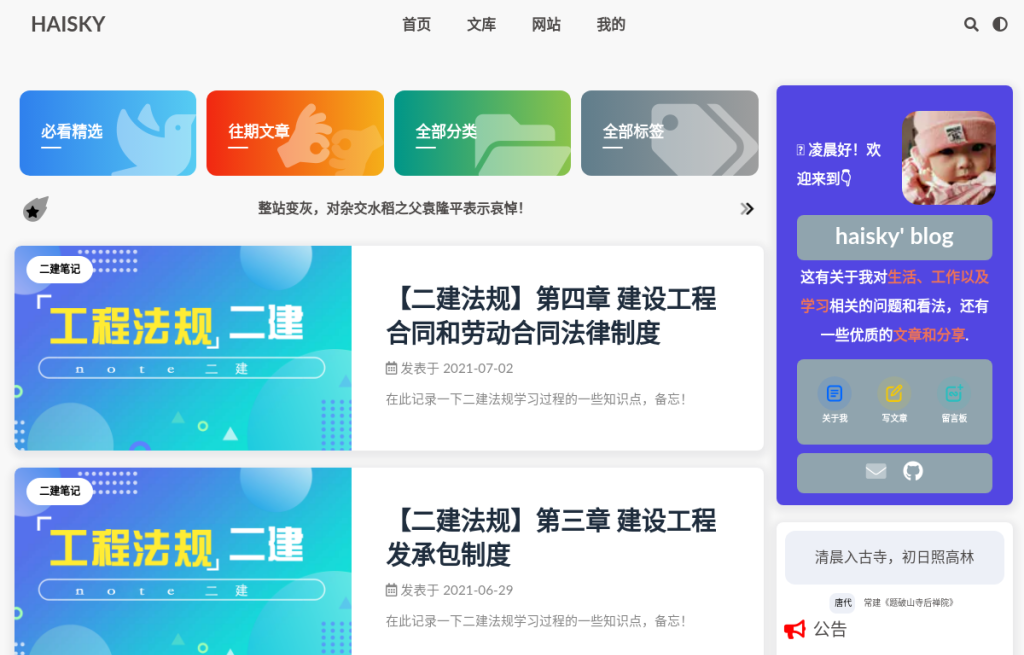 HAISKY
首页 文库 网站 我的
必看精选
往期文章
全部分类
全部标签
整站变灰，对杂交水稻之父袁隆平表示哀悼！
二建笔记
「工程法规」二建
note 二建
【二建法规】第四章 建设工程
合同和劳动合同法律制度
发表于 2021-07-02
在此记录一下二建法规学习过程的一些知识点，备忘！
二建笔记
「工程法规」二建
note 二建
【二建法规】第三章 建设工程
发承包制度
发表于 2021-06-29
在此记录一下二建法规学习过程的一些知识点，备忘！
凌晨好！欢
迎来到👇
haisky' blog
这有关于我对生活、工作以及
学习相关的问题和看法，还有
一些优质的文章和分享.
关于我 写文章 留言板
清晨入古寺，初日照高林
唐代 常建《题破山寺后禅院》
公告